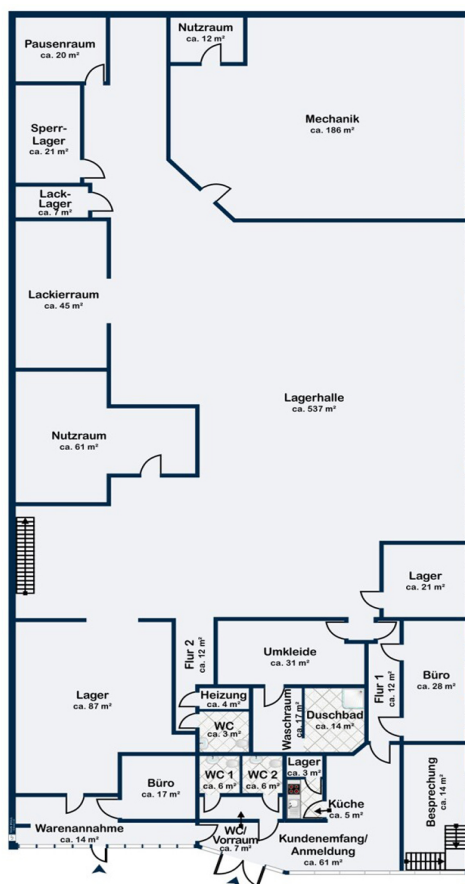 Pausenraum
ca. 20 m²
Nutzraum
ca. 12 m²
Mechanik
ca. 186 m²
Sperr-
Lager
ca. 21 m²
Lack-
Lager
ca. 7 m²
Lackierraum
ca. 45 m²
Lagerhalle
ca. 537 m²
Nutzraum
ca. 61 m²
Lager
ca. 21 m²
Lager
ca. 87 m²
Flur 2
ca. 12 m²
Umkleide
ca. 31 m²
Flur 1
ca. 12 m²
Büro
ca. 28 m²
Heizung
ca. 4 m²
WC
ca. 3 m²
Waschraum
ca. 17 m²
Duschbad
ca. 14 m²
Büro
ca. 17 m²
WC 1
ca. 6 m²
WC 2
ca. 6 m²
Lager
ca. 3 m²
Küche
ca. 5 m²
Besprechung
ca. 14 m²
Warenannahme
ca. 14 m²
WC/
Vorraum
ca. 7 m²
Kundenemfang/
Anmeldung
ca. 61 m²